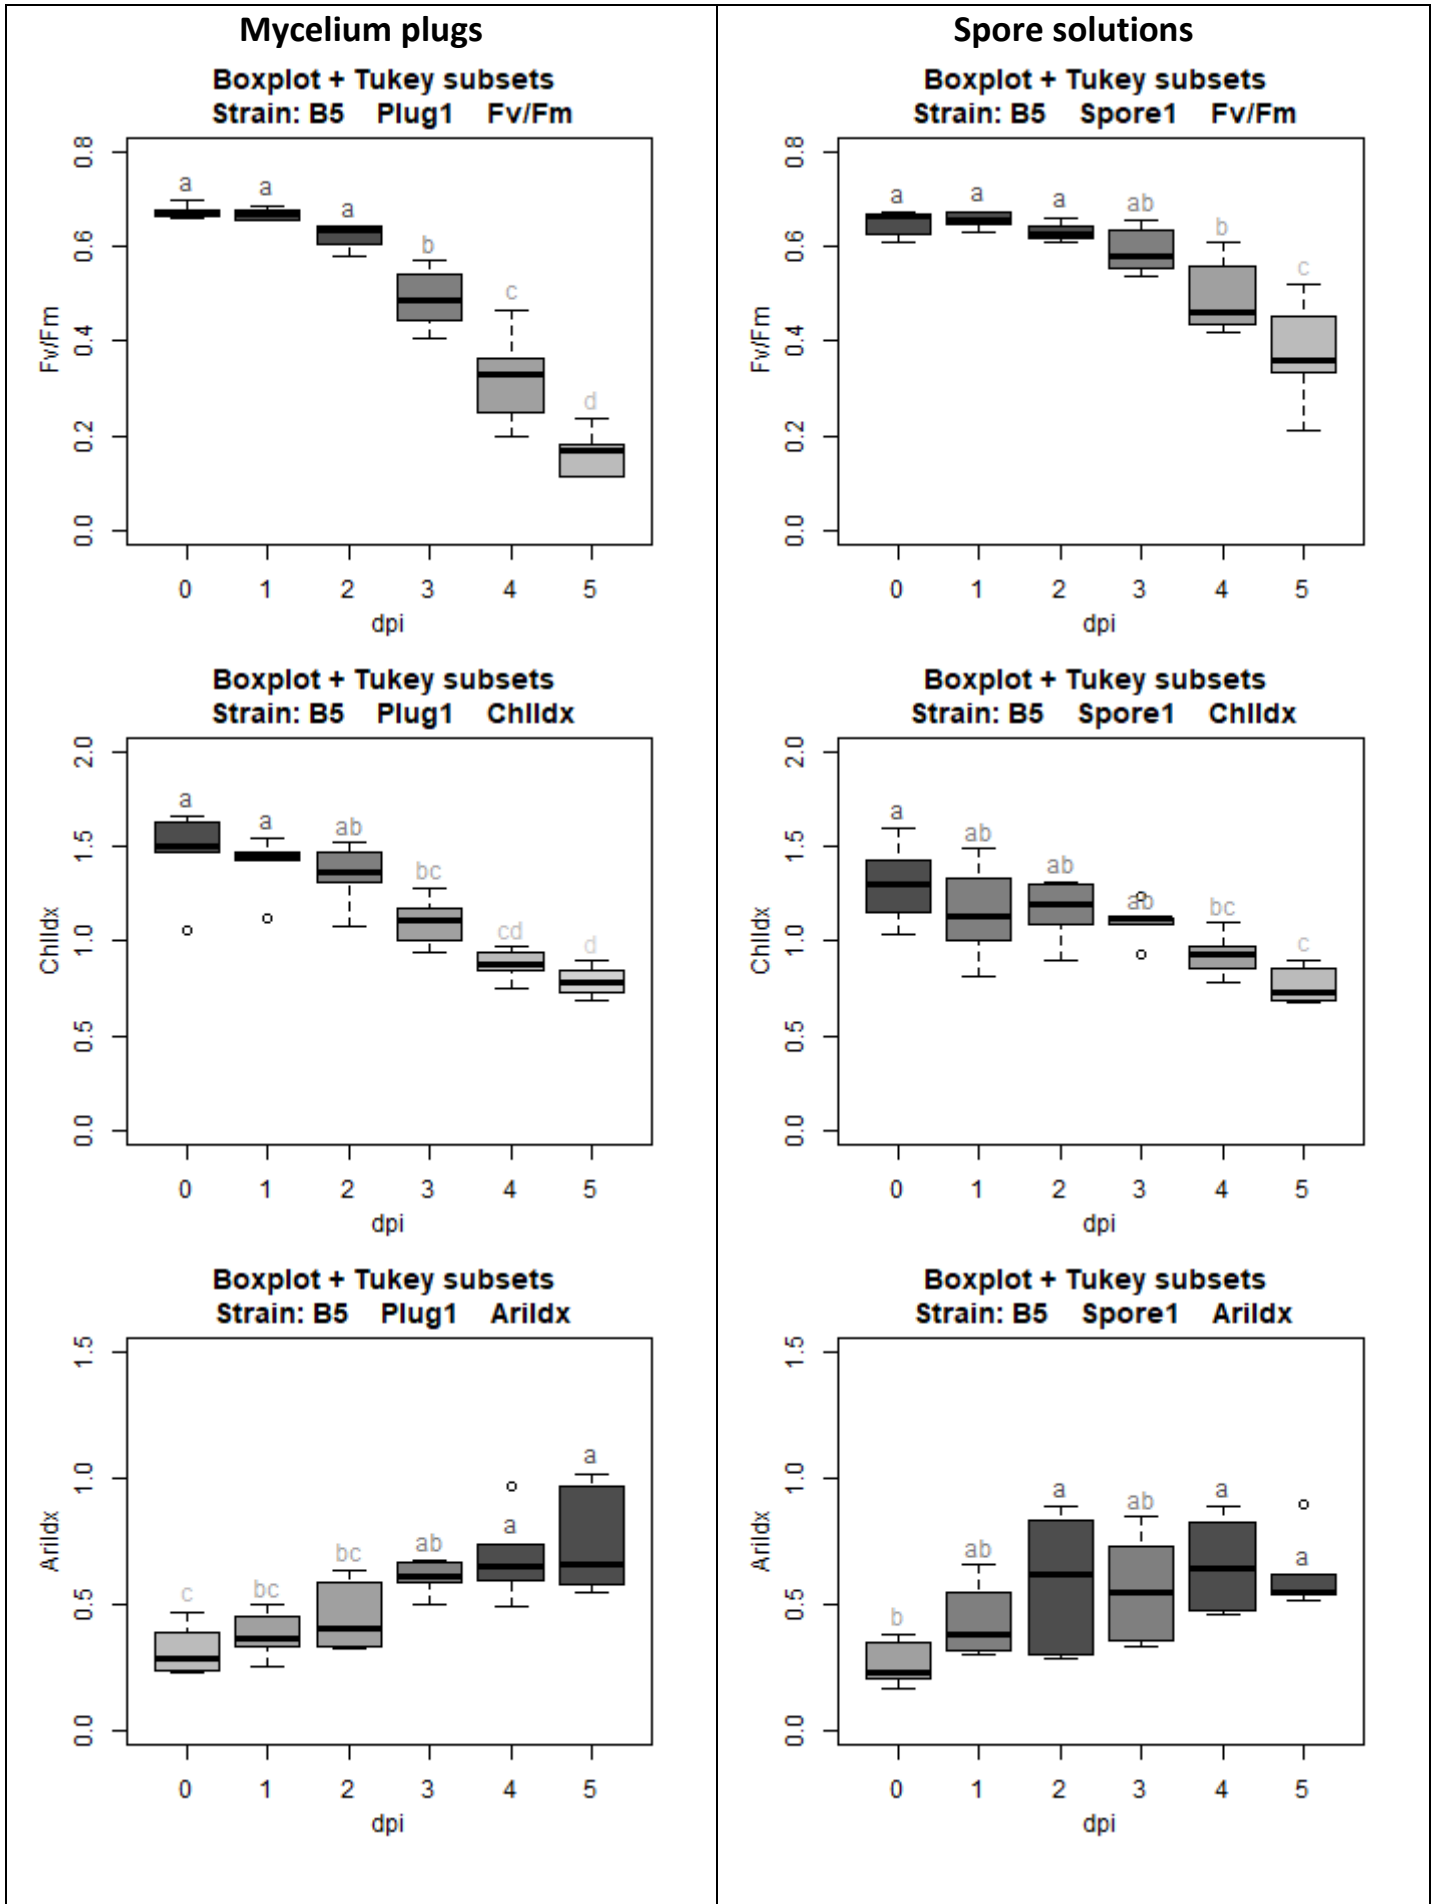 Mycelium plugs
Boxplot + Tukey subsets
Strain: B5 Plug1 Fv/Fm
Fv/Fm
0.8
0.6
0.4
0.2
0.0
a a a b c d
0 1 2 3 4 5
dpi
Boxplot + Tukey subsets
Strain: B5 Plug1 ChlIdx
ChlIdx
2.0
1.5
1.0
0.5
0.0
a a ab bc cd d
0 1 2 3 4 5
dpi
Boxplot + Tukey subsets
Strain: B5 Plug1 AriIdx
AriIdx
1.5
1.0
0.5
0.0
c bc bc ab a a
0 1 2 3 4 5
dpi
Spore solutions
Boxplot + Tukey subsets
Strain: B5 Spore1 Fv/Fm
Fv/Fm
0.8
0.6
0.4
0.2
0.0
a a a ab b c
0 1 2 3 4 5
dpi
Boxplot + Tukey subsets
Strain: B5 Spore1 ChlIdx
ChlIdx
2.0
1.5
1.0
0.5
0.0
a ab ab ab bc c
0 1 2 3 4 5
dpi
Boxplot + Tukey subsets
Strain: B5 Spore1 AriIdx
AriIdx
1.5
1.0
0.5
0.0
b ab a ab a a
0 1 2 3 4 5
dpi